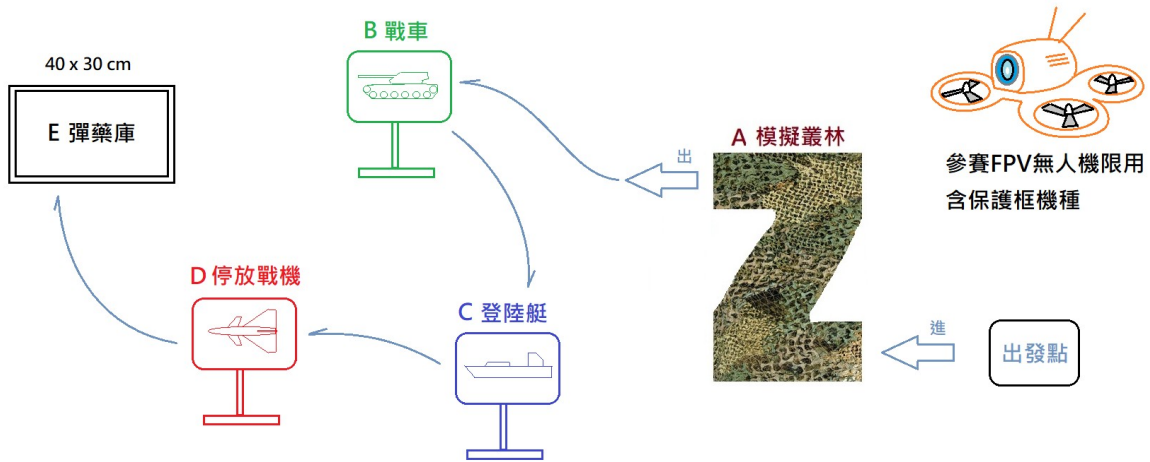 B 戰車
40 x 30 cm
E 彈藥庫
A 模擬叢林
出
參賽FPV無人機限用
含保護框機種
D 停放戰機
C 登陸艇
進
出發點